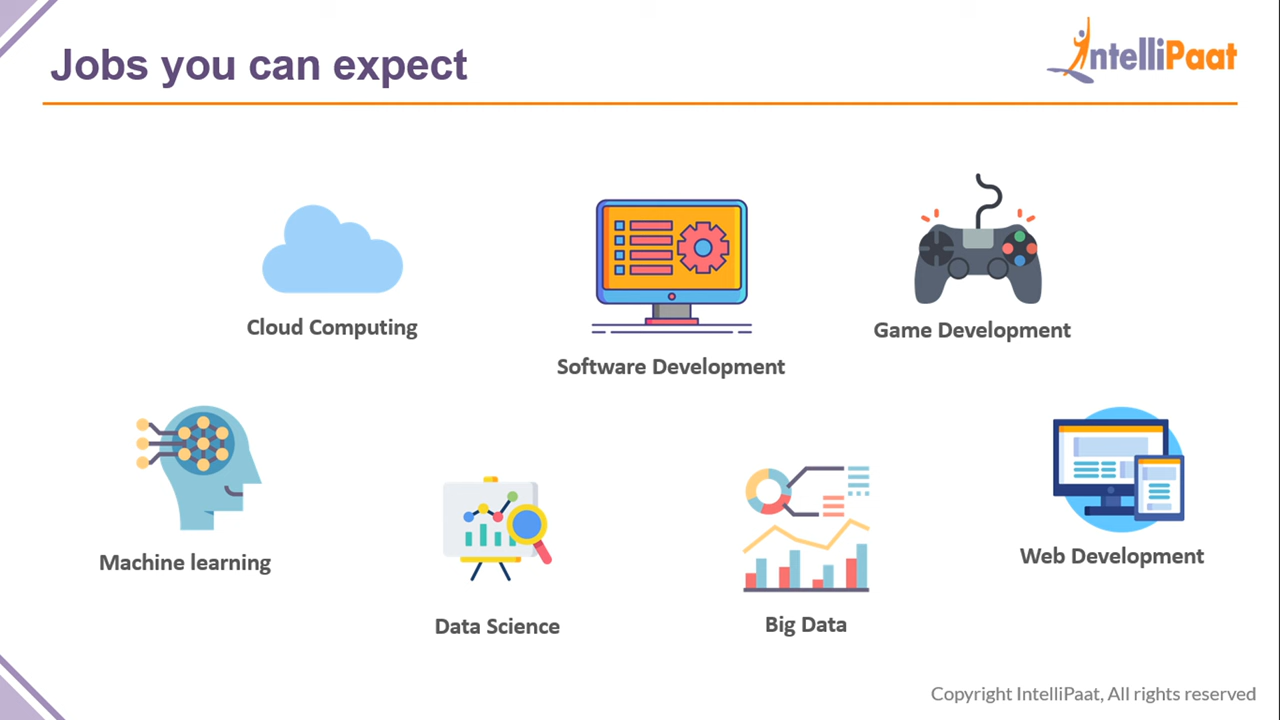 Jobs you can expect
IntelliPaat
Cloud Computing
Software Development
Game Development
Machine learning
Data Science
Big Data
Web Development
Copyright IntelliPaat, All rights reserved